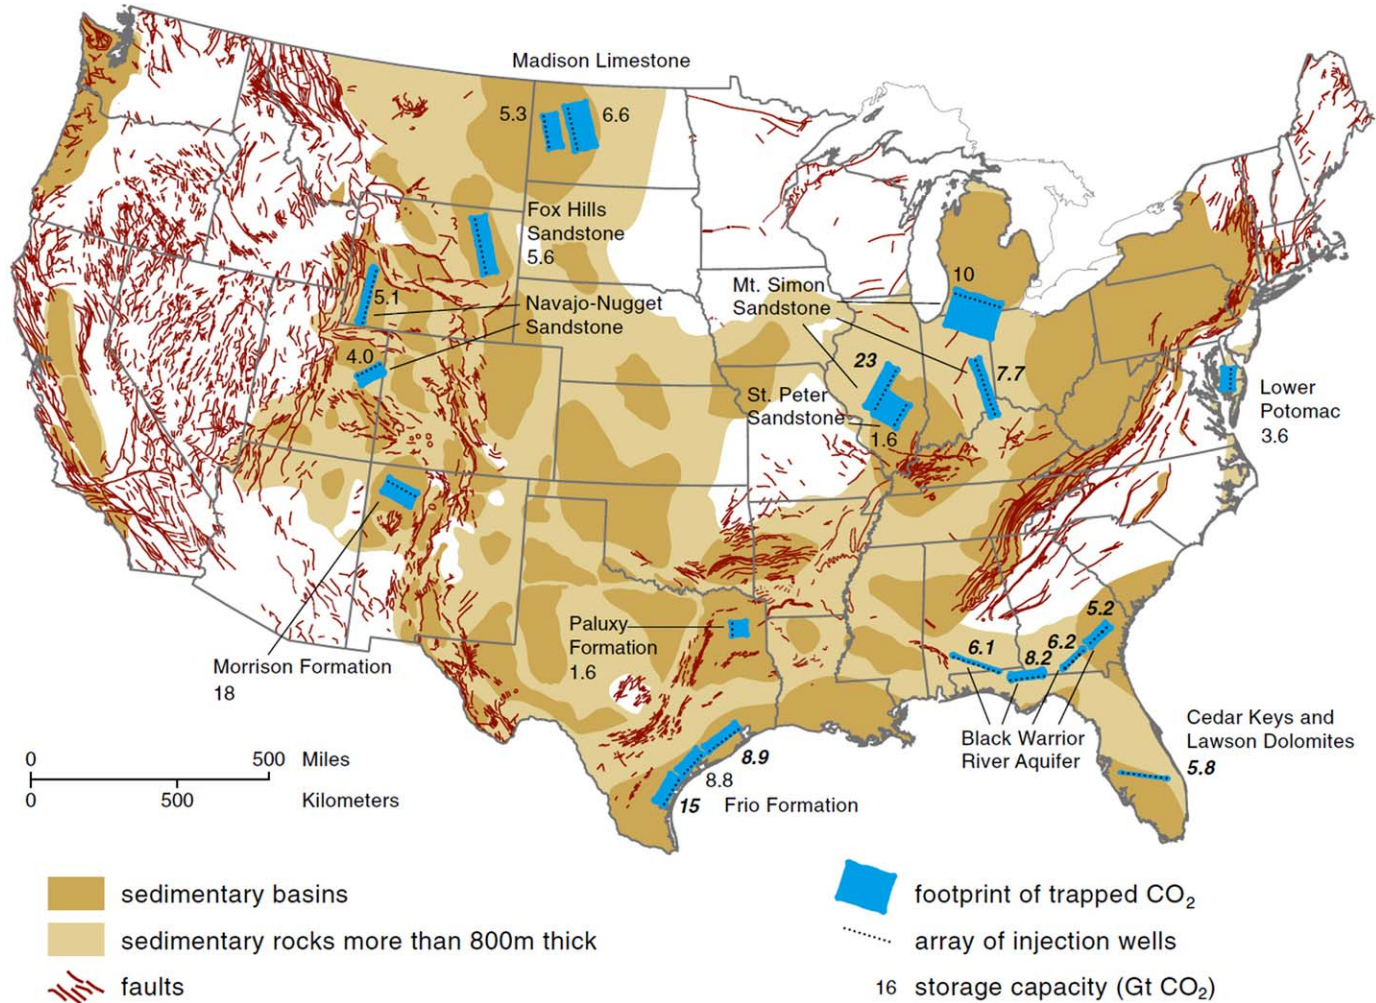 Madison Limestone
5.3
6.6
Fox Hills
Sandstone
5.6
5.1
Navajo-Nugget
Sandstone
4.0
10
Mt. Simon
Sandstone
23
7.7
St. Peter
Sandstone
1.6
Lower
Potomac
3.6
Morrison Formation
18
Paluxy
Formation
1.6
5.2
6.2
6.1
8.2
Black Warrior
River Aquifer
Cedar Keys and
Lawson Dolomites
5.8
8.9
8.8
15
Frio Formation
0 500 Miles
0 500 Kilometers
sedimentary basins
sedimentary rocks more than 800m thick
faults
footprint of trapped CO₂
array of injection wells
16 storage capacity (Gt CO₂)